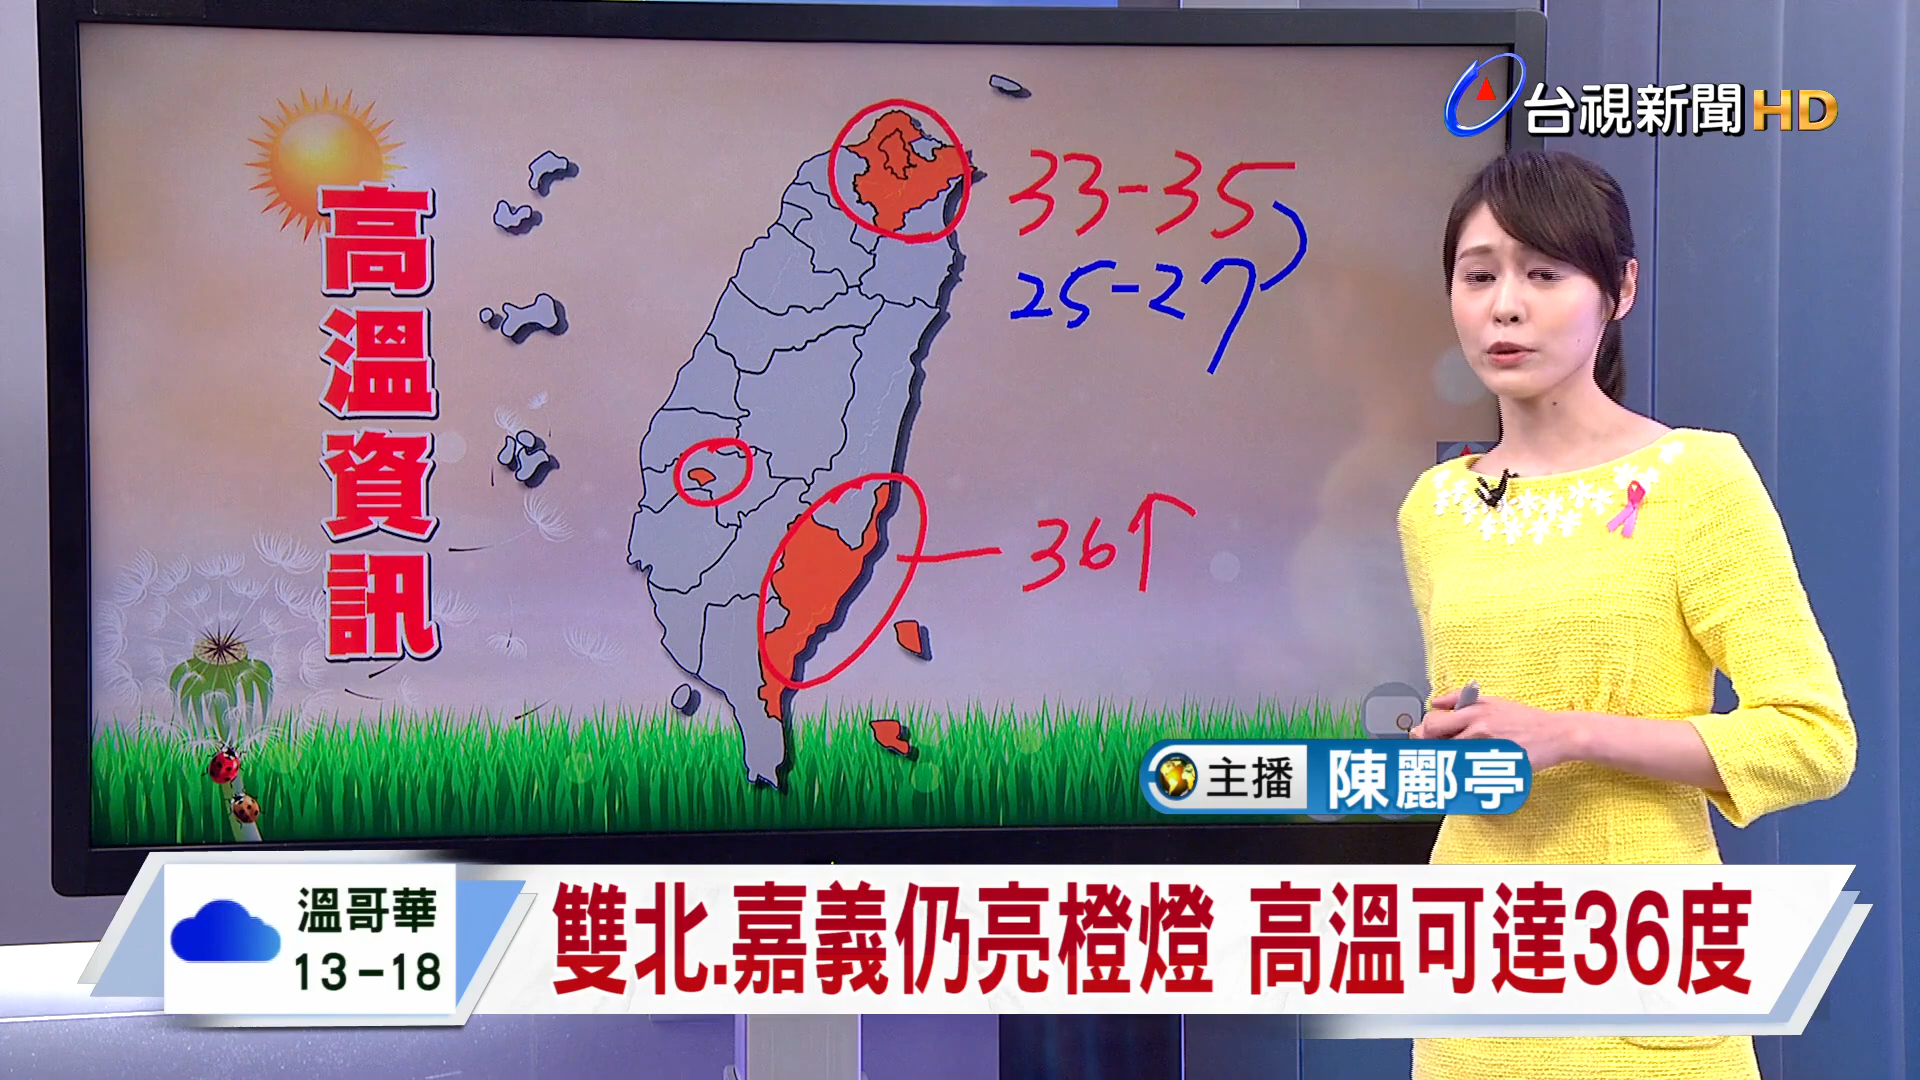 台視新聞HD
高溫資訊
33-35
25-27
36↑
主播 陳酈亭
溫哥華
13-18
雙北.嘉義仍亮橙燈 高溫可達36度